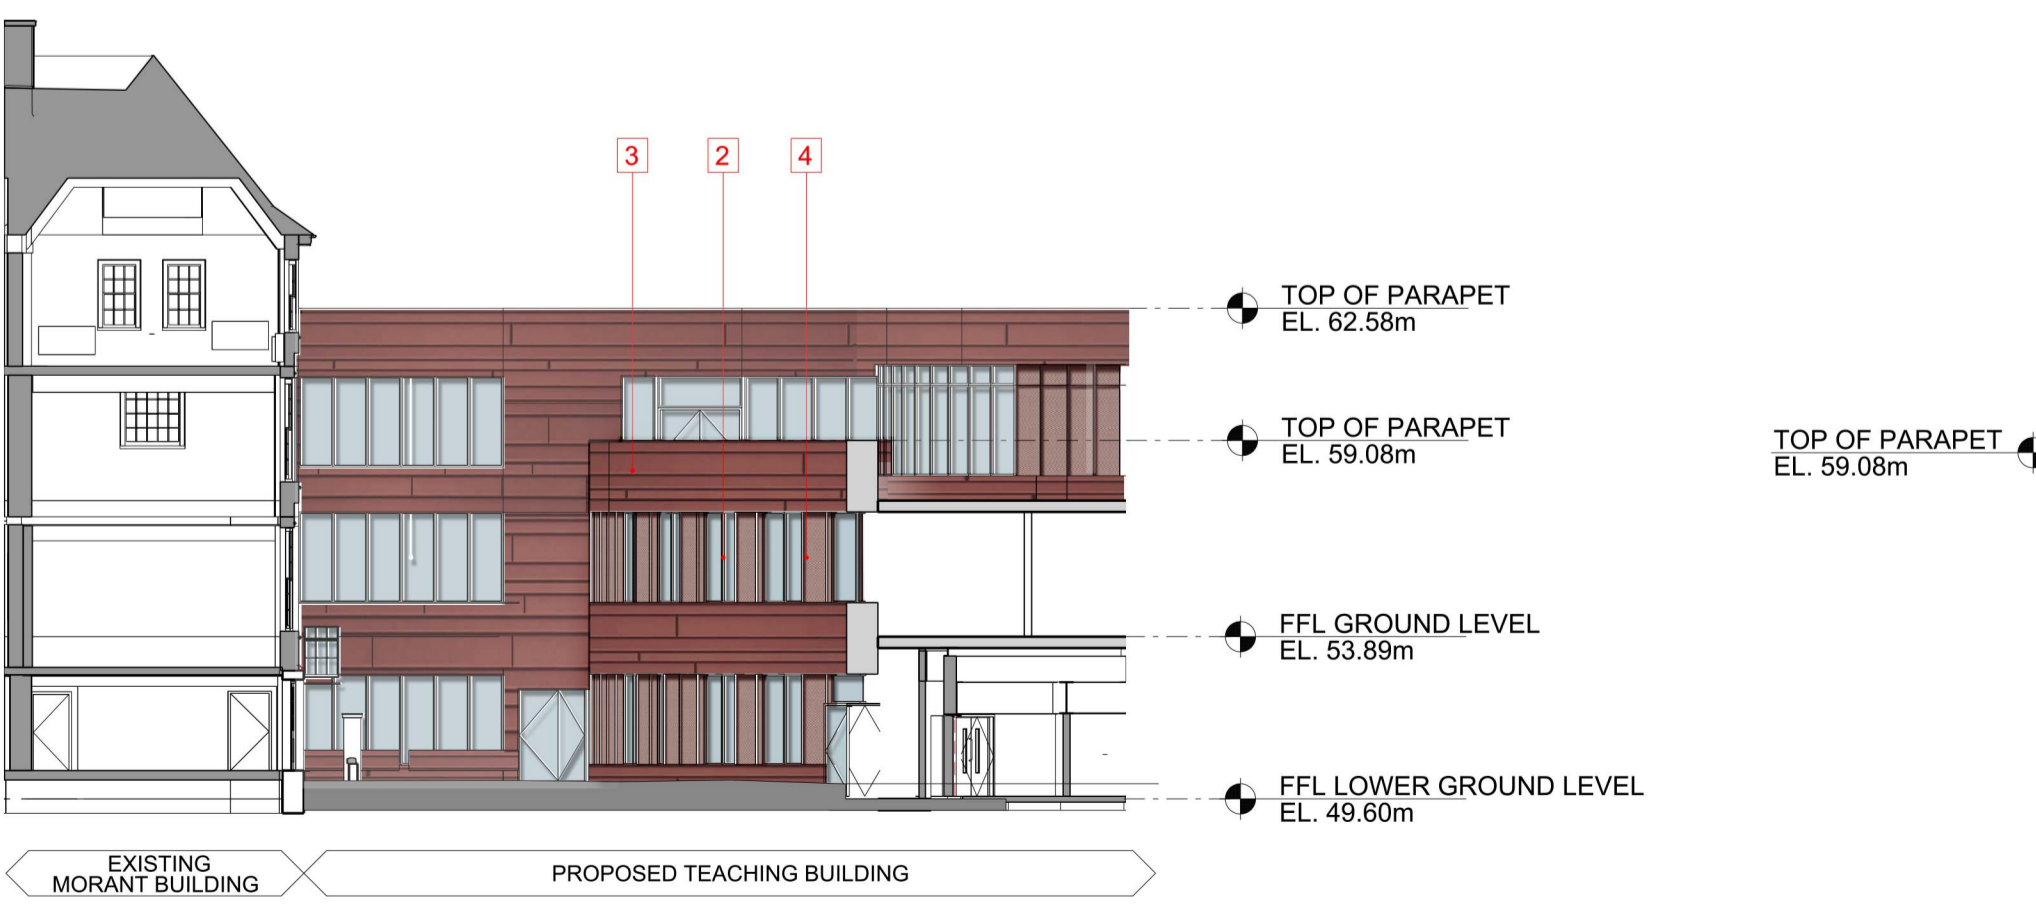 3 2 4
TOP OF PARAPET
EL. 62.58m
TOP OF PARAPET
EL. 59.08m
TOP OF PARAPET
EL. 59.08m
FFL GROUND LEVEL
EL. 53.89m
FFL LOWER GROUND LEVEL
EL. 49.60m
EXISTING
MORANT BUILDING
PROPOSED TEACHING BUILDING